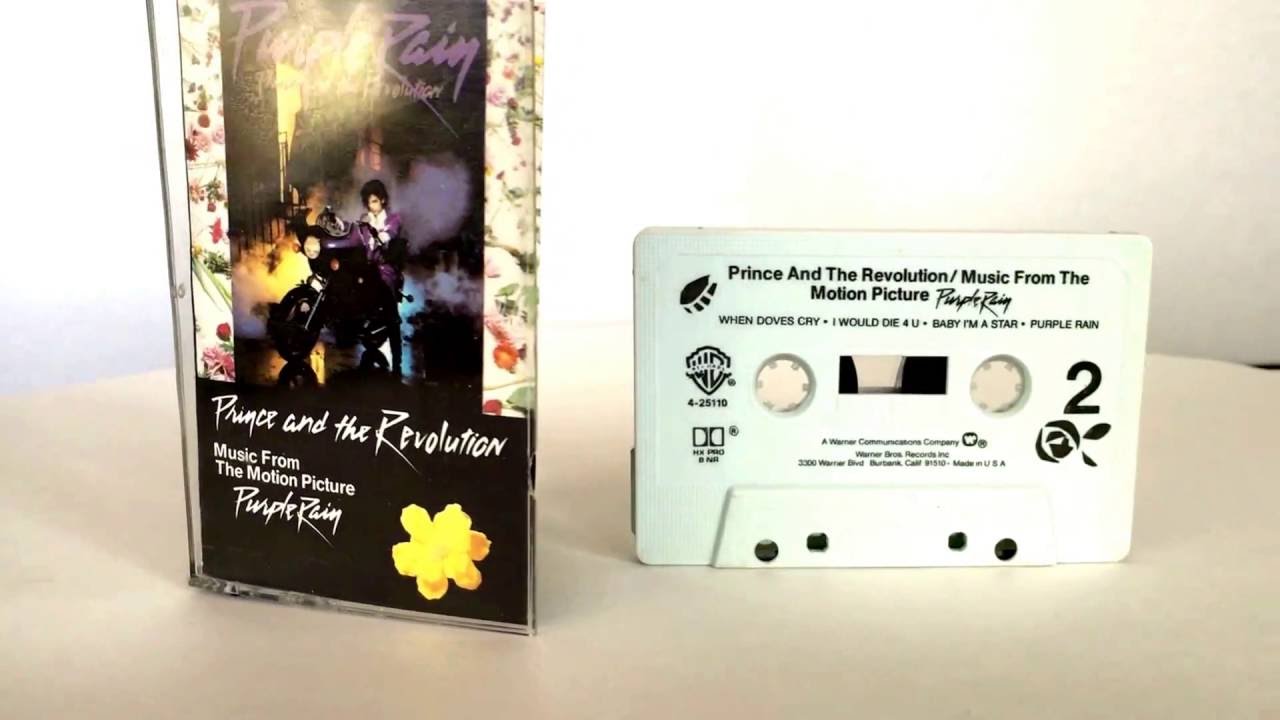 Purple Rain
Prince and the Revolution
Prince and the Revolution
Music From
The Motion Picture
Purple Rain
Prince And The Revolution/ Music From The
Motion Picture Purple Rain
WHEN DOVES CRY • I WOULD DIE 4 U • BABY I'M A STAR • PURPLE RAIN
®
4-25110
2
®
HX PRO
B NR
A Warner Communications Company ®
Warner Bros. Records Inc
3300 Warner Blvd Burbank, Calif 91510 - Made in U S A